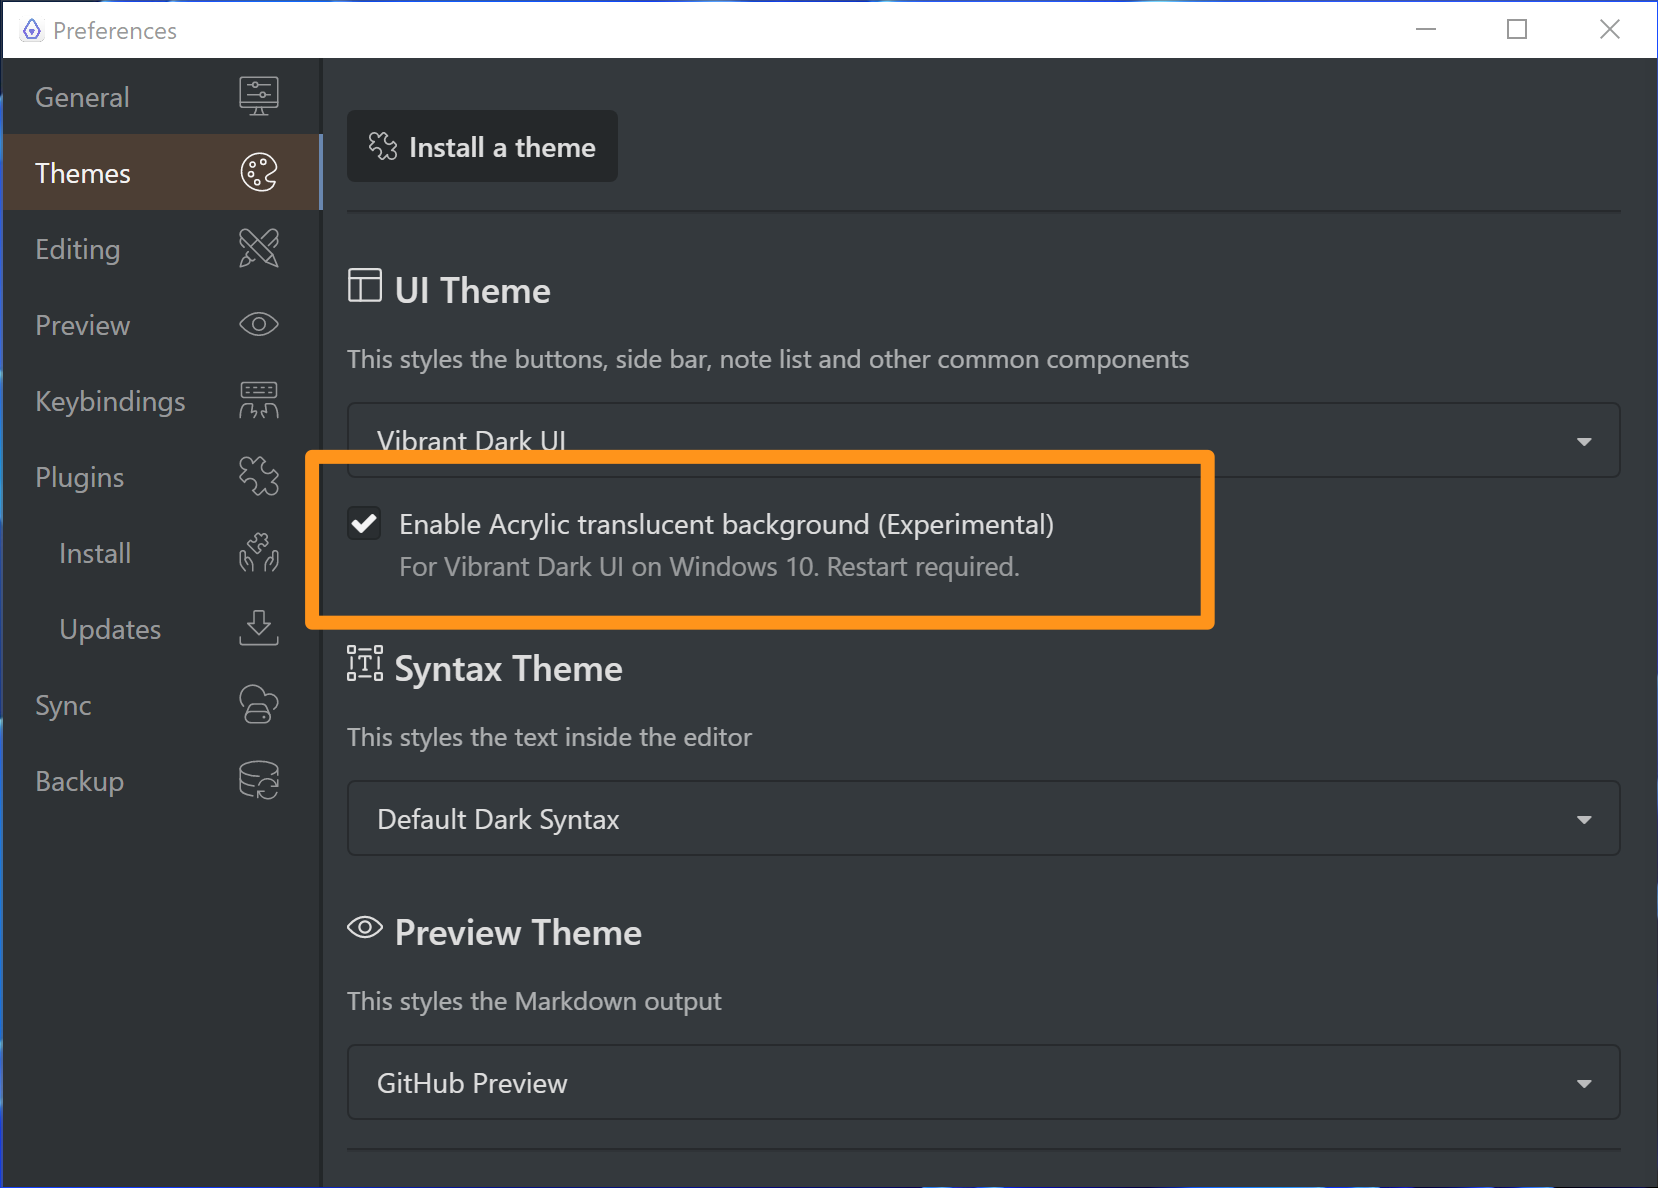 Preferences
General
Themes
Editing
Preview
Keybindings
Plugins
Install
Updates
Sync
Backup
Install a theme
UI Theme
This styles the buttons, side bar, note list and other common components
Vibrant Dark UI
Enable Acrylic translucent background (Experimental)
For Vibrant Dark UI on Windows 10. Restart required.
Syntax Theme
This styles the text inside the editor
Default Dark Syntax
Preview Theme
This styles the Markdown output
GitHub Preview